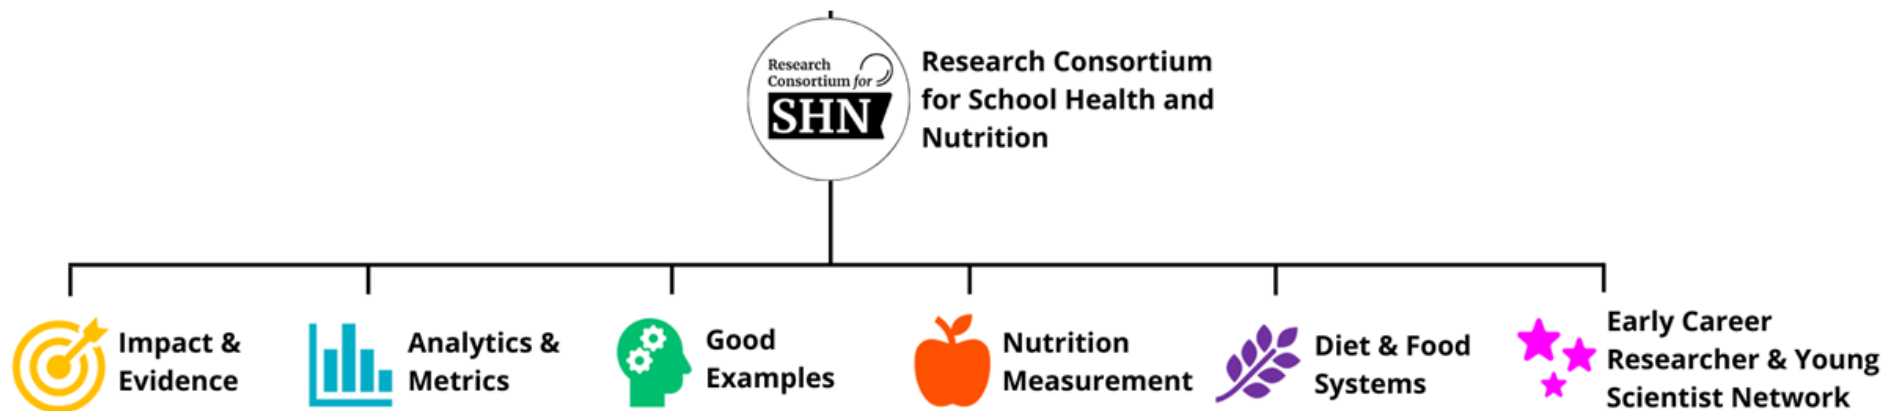 Research
Consortium for
SHN
Research Consortium
for School Health and
Nutrition
Impact &
Evidence
Analytics &
Metrics
Good
Examples
Nutrition
Measurement
Diet & Food
Systems
Early Career
Researcher & Young
Scientist Network